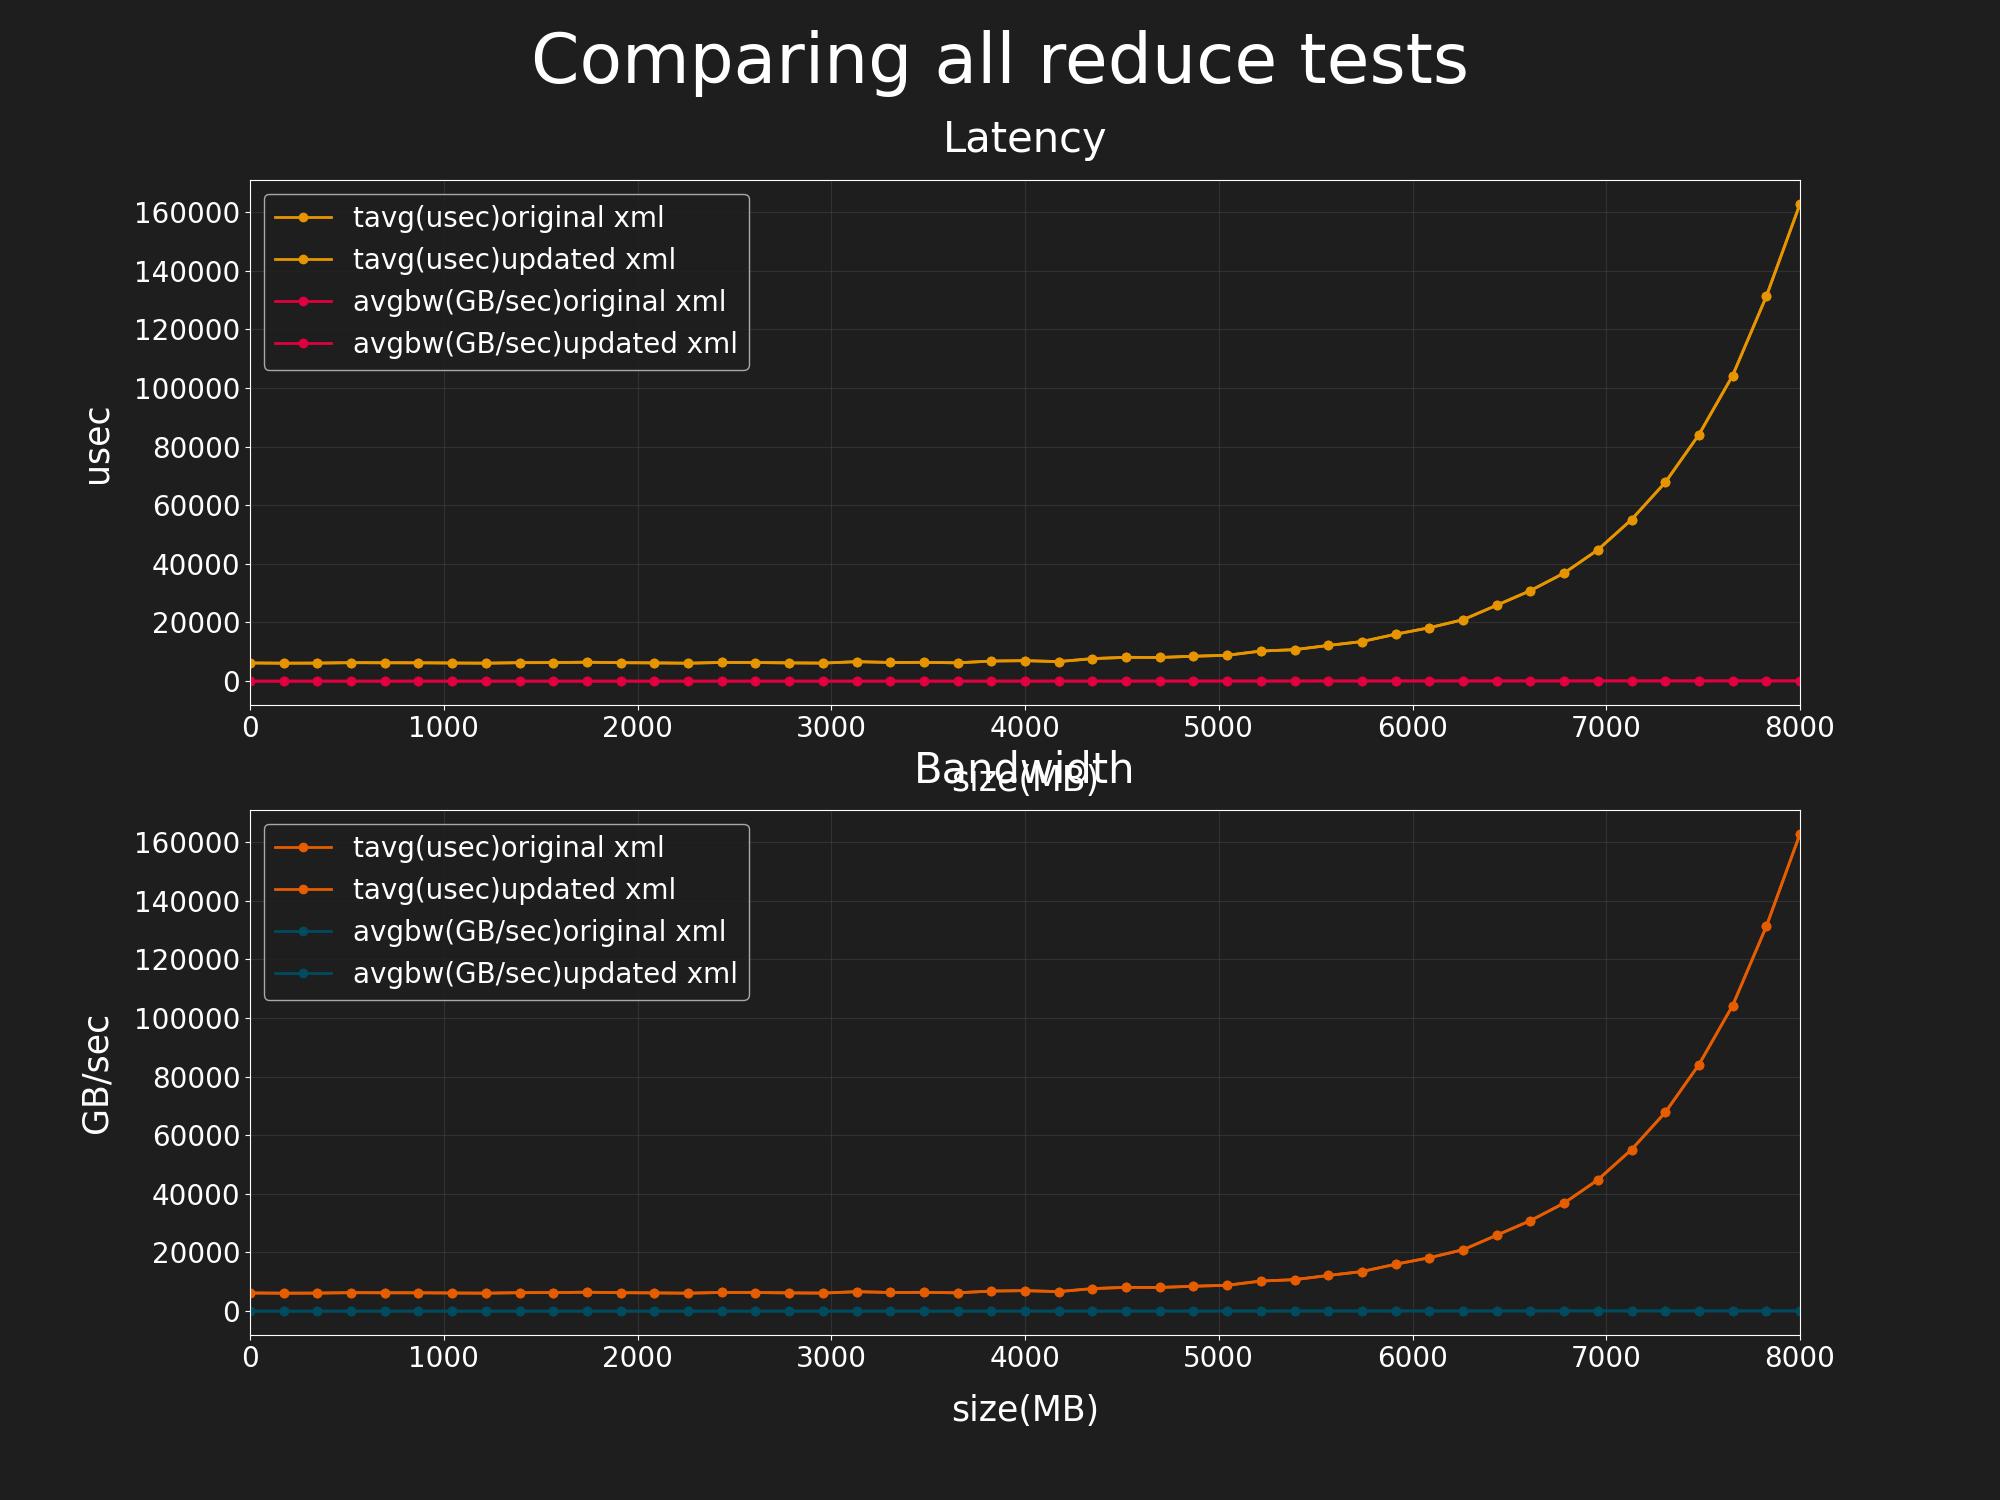 Comparing all reduce tests
Latency
160000
140000
120000
100000
80000
60000
40000
20000
0
usec
tavg(usec)original xml
tavg(usec)updated xml
avgbw(GB/sec)original xml
avgbw(GB/sec)updated xml
0 1000 2000 3000 4000 5000 6000 7000 8000
size(MB)
Bandwidth
160000
140000
120000
100000
80000
60000
40000
20000
0
GB/sec
tavg(usec)original xml
tavg(usec)updated xml
avgbw(GB/sec)original xml
avgbw(GB/sec)updated xml
0 1000 2000 3000 4000 5000 6000 7000 8000
size(MB)